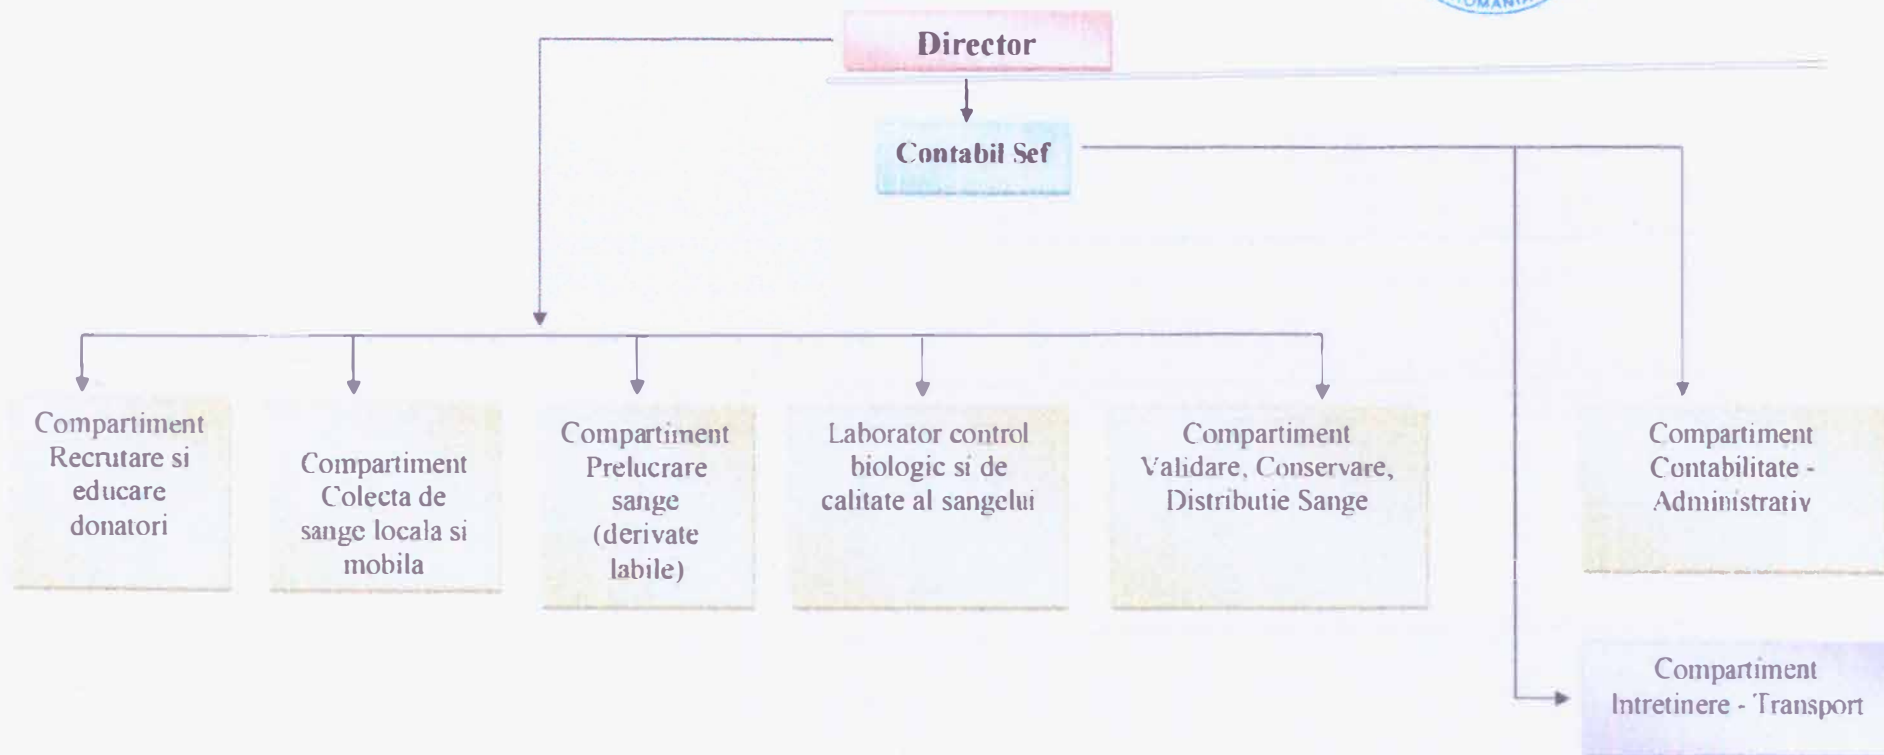 ROMANIA
Director
Contabil Sef
Compartiment
Recrutare si
educare
donatori
Compartiment
Colecta de
sange locala si
mobila
Compartiment
Prelucrare
sange
(derivate
labile)
Laborator control
biologic si de
calitate al sangelui
Compartiment
Validare, Conservare,
Distributie Sange
Compartiment
Contabilitate -
Administrativ
Compartiment
Intretinere - Transport